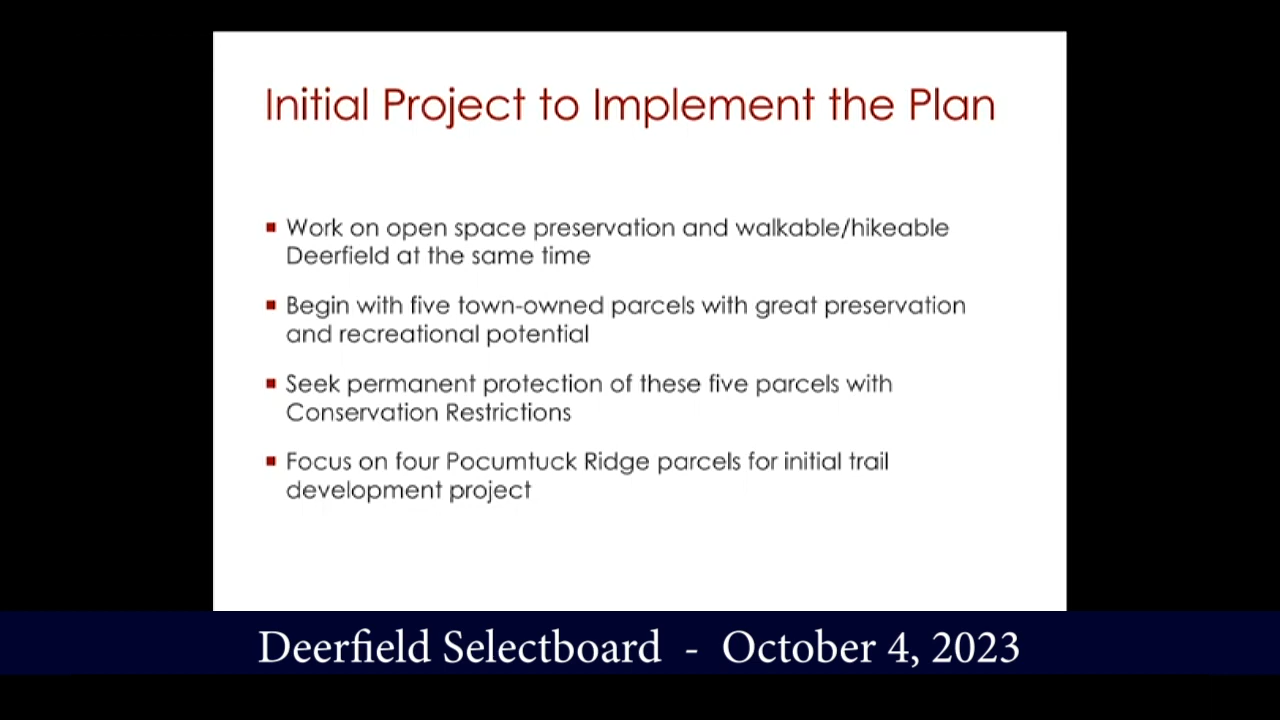 Initial Project to Implement the Plan
Work on open space preservation and walkable/hikeable
Deerfield at the same time
Begin with five town-owned parcels with great preservation
and recreational potential
Seek permanent protection of these five parcels with
Conservation Restrictions
Focus on four Pocumtuck Ridge parcels for initial trail
development project
Deerfield Selectboard - October 4, 2023